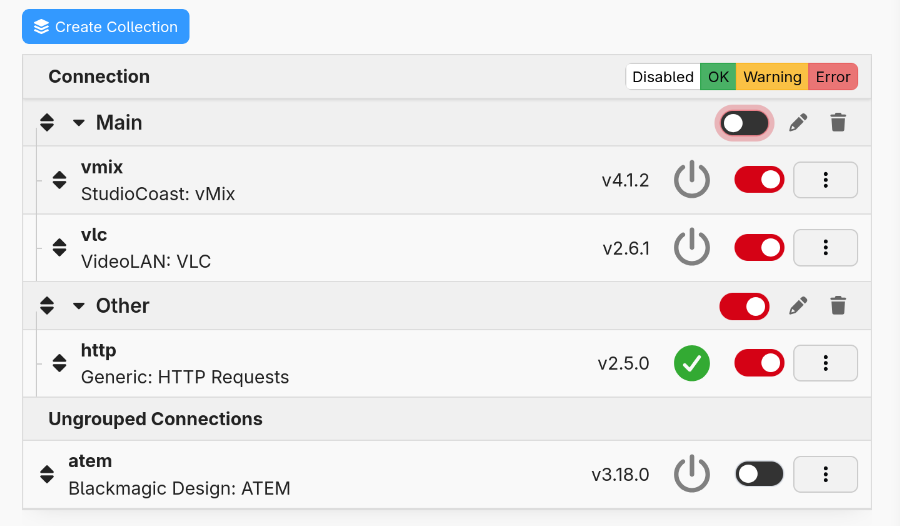 Create Collection
Connection Disabled OK Warning Error
Main
vmix
StudioCoast: vMix
v4.1.2
vlc
VideoLAN: VLC
v2.6.1
Other
http
Generic: HTTP Requests
v2.5.0
Ungrouped Connections
atem
Blackmagic Design: ATEM
v3.18.0